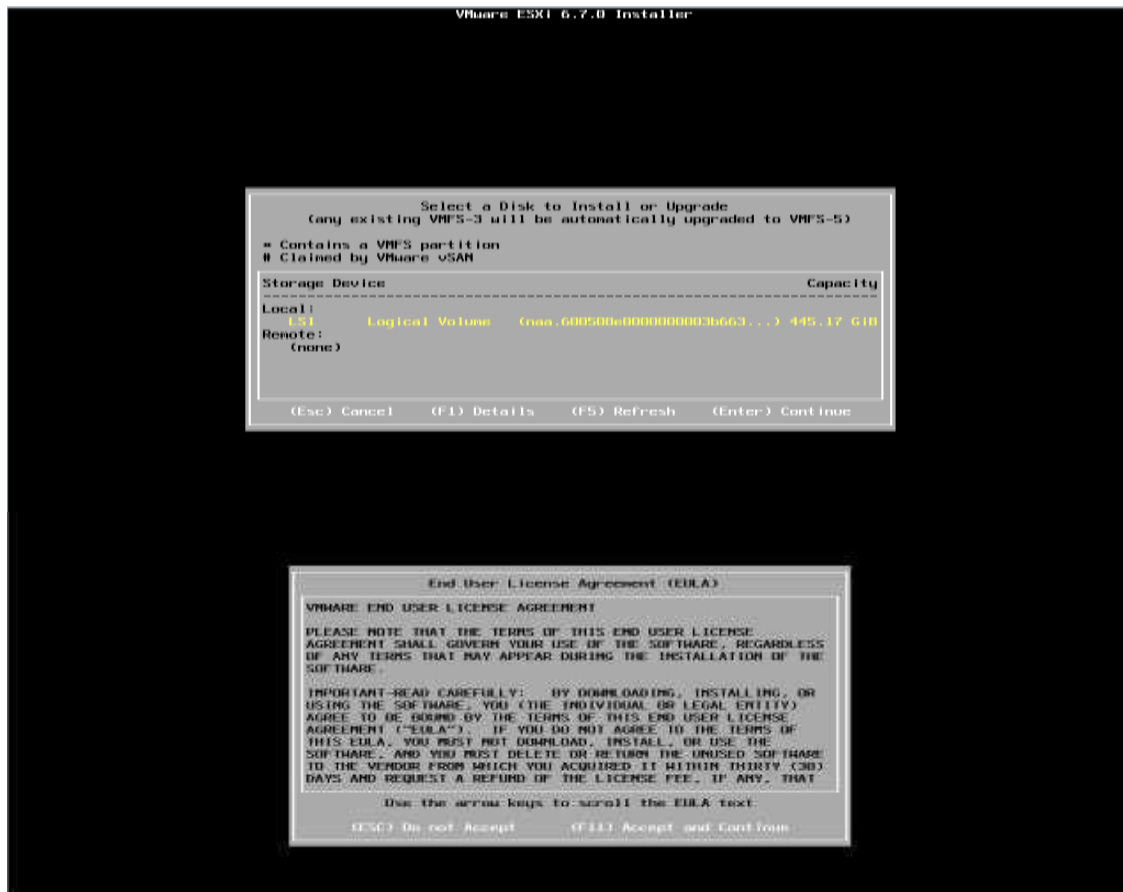 VMware ESXi 6.7.0 Installer
Select a Disk to Install or Upgrade
(any existing VMFS-3 will be automatically upgraded to VMFS-5)
* Contains a VMFS partition
# Claimed by VMware vSAN
Storage Device Capacity
Local:
LSI Logical Volume (naa.600508e0000000003b663...) 445.17 GiB
Remote:
(none)
(Esc) Cancel (F1) Details (F5) Refresh (Enter) Continue
End User License Agreement (EULA)
VMWARE END USER LICENSE AGREEMENT
PLEASE NOTE THAT THE TERMS OF THIS END USER LICENSE
AGREEMENT SHALL GOVERN YOUR USE OF THE SOFTWARE, REGARDLESS
OF ANY TERMS THAT MAY APPEAR DURING THE INSTALLATION OF THE
SOFTWARE.
IMPORTANT-READ CAREFULLY: BY DOWNLOADING, INSTALLING, OR
USING THE SOFTWARE, YOU (THE INDIVIDUAL OR LEGAL ENTITY)
AGREE TO BE BOUND BY THE TERMS OF THIS END USER LICENSE
AGREEMENT ("EULA"). IF YOU DO NOT AGREE TO THE TERMS OF
THIS EULA, YOU MUST NOT DOWNLOAD, INSTALL, OR USE THE
SOFTWARE, AND YOU MUST DELETE OR RETURN THE UNUSED SOFTWARE
TO THE VENDOR FROM WHICH YOU ACQUIRED IT WITHIN THIRTY (30)
DAYS AND REQUEST A REFUND OF THE LICENSE FEE, IF ANY, THAT
Use the arrow keys to scroll the EULA text
(ESC) Do not Accept (F11) Accept and Continue